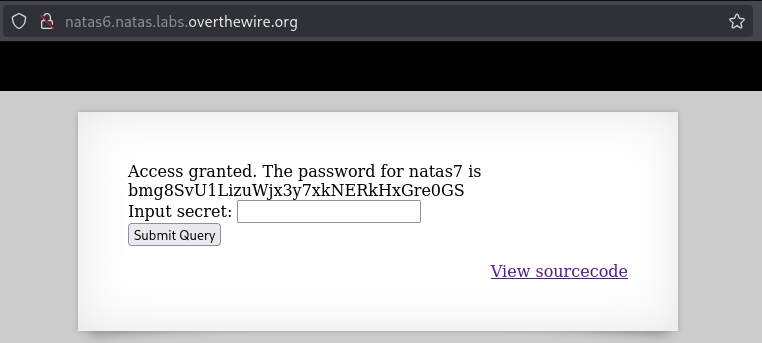 natas6.natas.labs.overthewire.org
Access granted. The password for natas7 is
bmg8SvU1LizuWjx3y7xkNERkHxGre0GS
Input secret:
Submit Query
View sourcecode